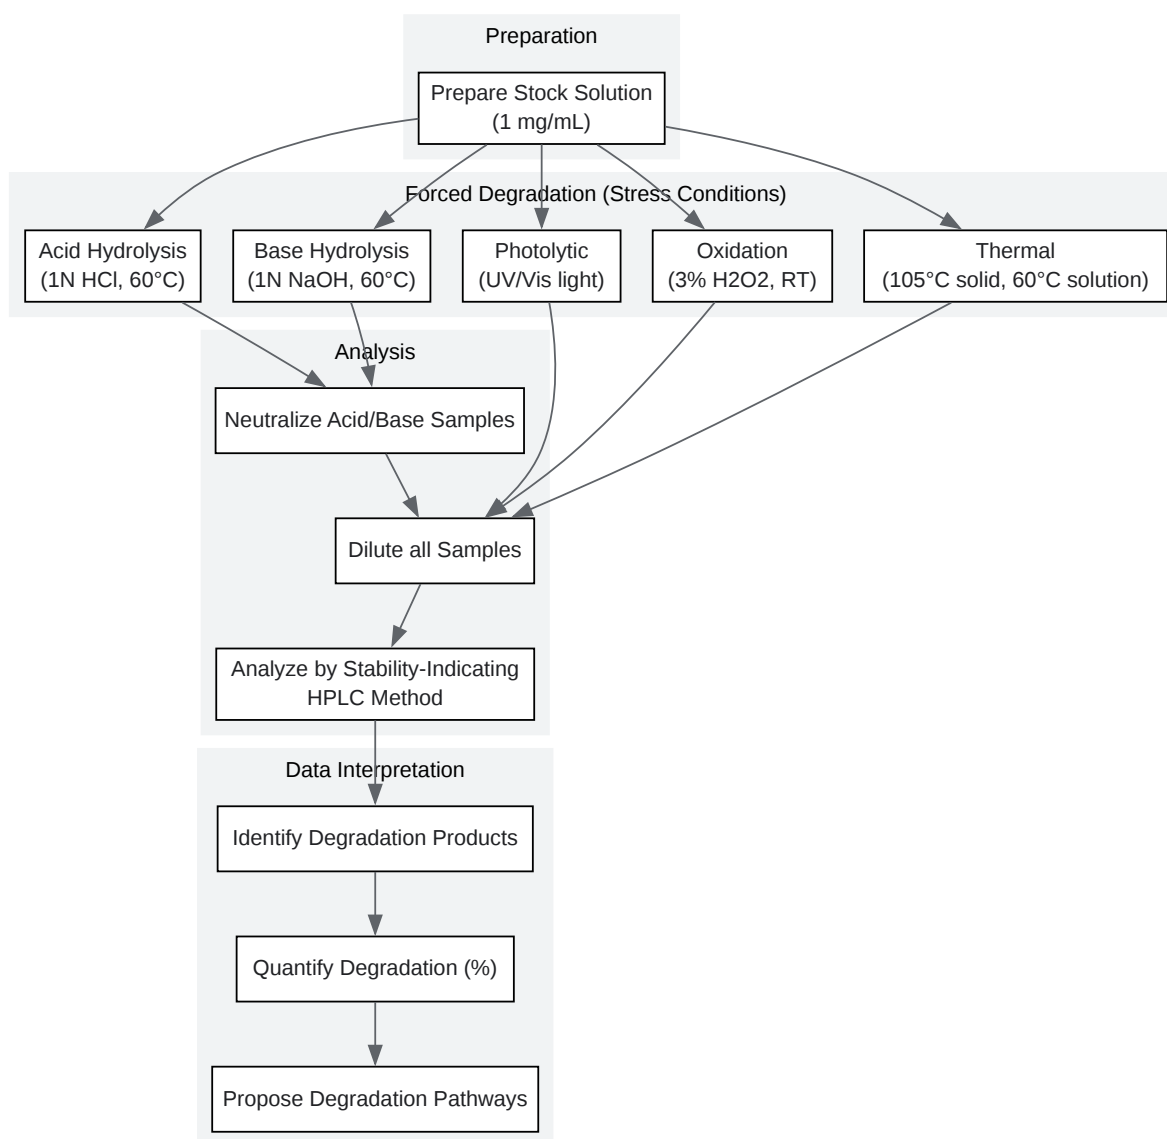 Preparation
Prepare Stock Solution
(1 mg/mL)
Forced Degradation (Stress Conditions)
Acid Hydrolysis
(1N HCl, 60°C)
Base Hydrolysis
(1N NaOH, 60°C)
Photolytic
(UV/Vis light)
Oxidation
(3% H2O2, RT)
Thermal
(105°C solid, 60°C solution)
Analysis
Neutralize Acid/Base Samples
Dilute all Samples
Analyze by Stability-Indicating
HPLC Method
Data Interpretation
Identify Degradation Products
Quantify Degradation (%)
Propose Degradation Pathways